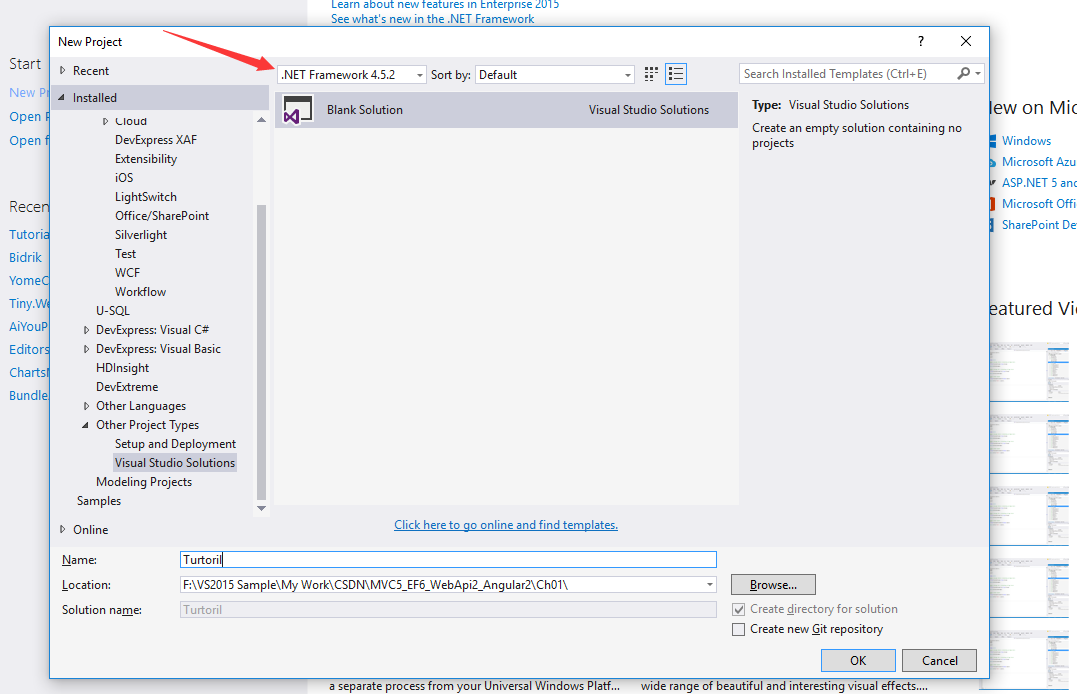 Learn about new features in Enterprise 2015
See what's new in the .NET Framework
New Project
?
Start
New Pr
Open
Open f
Recen
Tutoria
Bidrik
YomeC
Tiny.We
AiYouP
Editors
ChartsM
Bundle
Recent
Installed
Cloud
DevExpress XAF
Extensibility
iOS
LightSwitch
Office/SharePoint
Silverlight
Test
WCF
Workflow
U-SQL
DevExpress: Visual C#
DevExpress: Visual Basic
HDInsight
DevExtreme
Other Languages
Other Project Types
Setup and Deployment
Visual Studio Solutions
Modeling Projects
Samples
Online
.NET Framework 4.5.2
Sort by:
Default
Blank Solution
Visual Studio Solutions
Click here to go online and find templates.
Search Installed Templates (Ctrl+E)
Type: Visual Studio Solutions
Create an empty solution containing no
projects
New on Mic
Windows
Microsoft Azu
ASP.NET 5 and
Microsoft Offi
SharePoint De
eatured Vi
Name:
Turtoril
Location:
F:\VS2015 Sample\My Work\CSDN\MVC5_EF6_WebApi2_Angular2\Ch01\
Browse...
Solution name:
Turtoril
Create directory for solution
Create new Git repository
OK
Cancel
a separate process from your Universal Windows Platf...
wide range of beautiful and interesting visual effects....